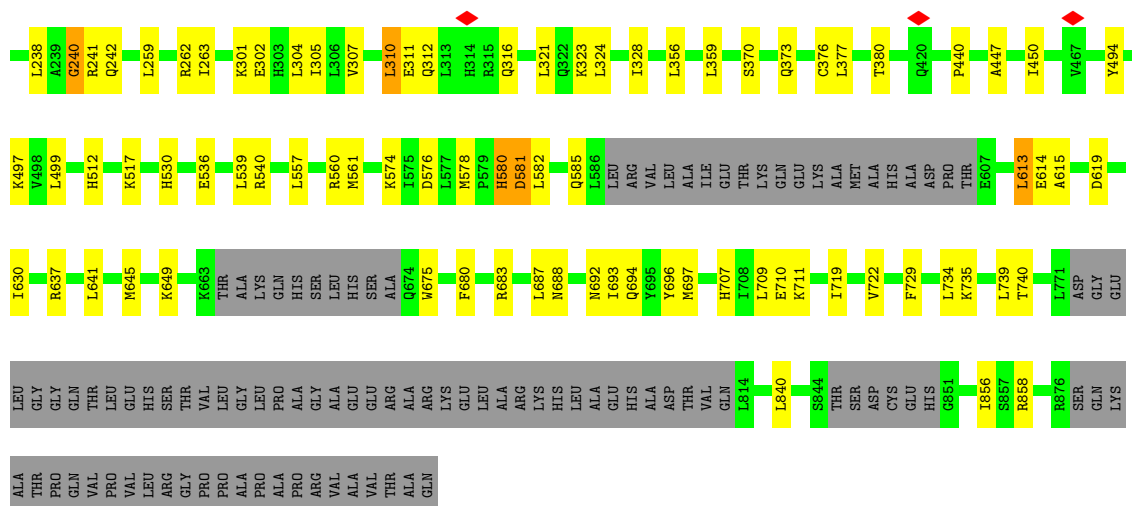 L238 A239 G240 R241 Q242 L259 R262 I263 K301 E302 H303 L304 I305 L306 V307 L310 E311 Q312 L313 H314 R315 Q316 L321 Q322 K323 L324 I328 L356 L359 S370 Q373 C376 L377 T380 Q420 P440 A447 I450 V467 Y494
K497 V498 L499 H512 K517 H530 E536 L539 R540 L557 R560 M561 K574 I575 D576 L577 M578 P579 H580 D581 L582 Q585 L586 LEU ARG VAL LEU ALA ILE GLU THR LYS GLN GLU LYS ALA MET ALA HIS ALA ASP PRO THR E607 L613 E614 A615 D619
I630 R637 L641 M645 K649 K663 THR ALA LYS GLN HIS SER LEU HIS SER ALA Q674 W675 F680 R683 L687 N688 N692 I693 Q694 Y695 Y696 M697 H707 I708 L709 E710 K711 I719 V722 F729 L734 K735 L739 T740 L771 ASP GLY GLU
LEU GLY GLY GLN THR LEU GLU HIS SER THR VAL LEU GLY LEU PRO ALA GLY ALA GLU GLU ARG ALA ARG LYS GLU LEU ALA ARG LYS HIS LEU ALA GLU HIS ALA ASP THR VAL GLN L814 L840 S844 THR SER ASP CYS GLU HIS G851 I856 S857 R858 R876 SER GLN LYS
ALA THR PRO GLN VAL PRO VAL LEU ARG GLY PRO PRO ALA PRO ALA PRO ARG VAL ALA VAL THR ALA GLN